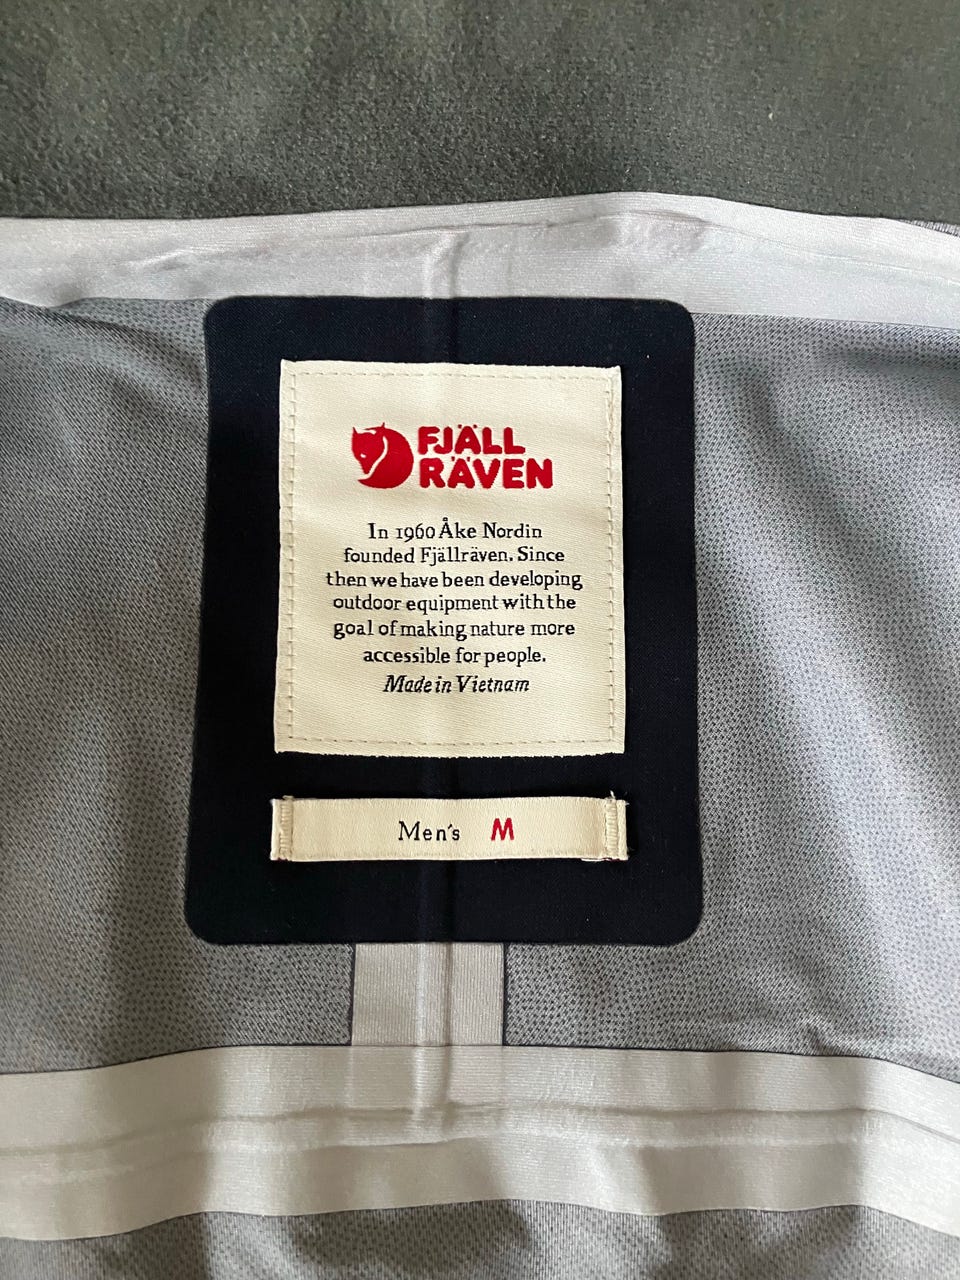 FJÄLL
RÄVEN
In 1960 Åke Nordin
founded Fjällräven. Since
then we have been developing
outdoor equipment with the
goal of making nature more
accessible for people.
Made in Vietnam
Men's M